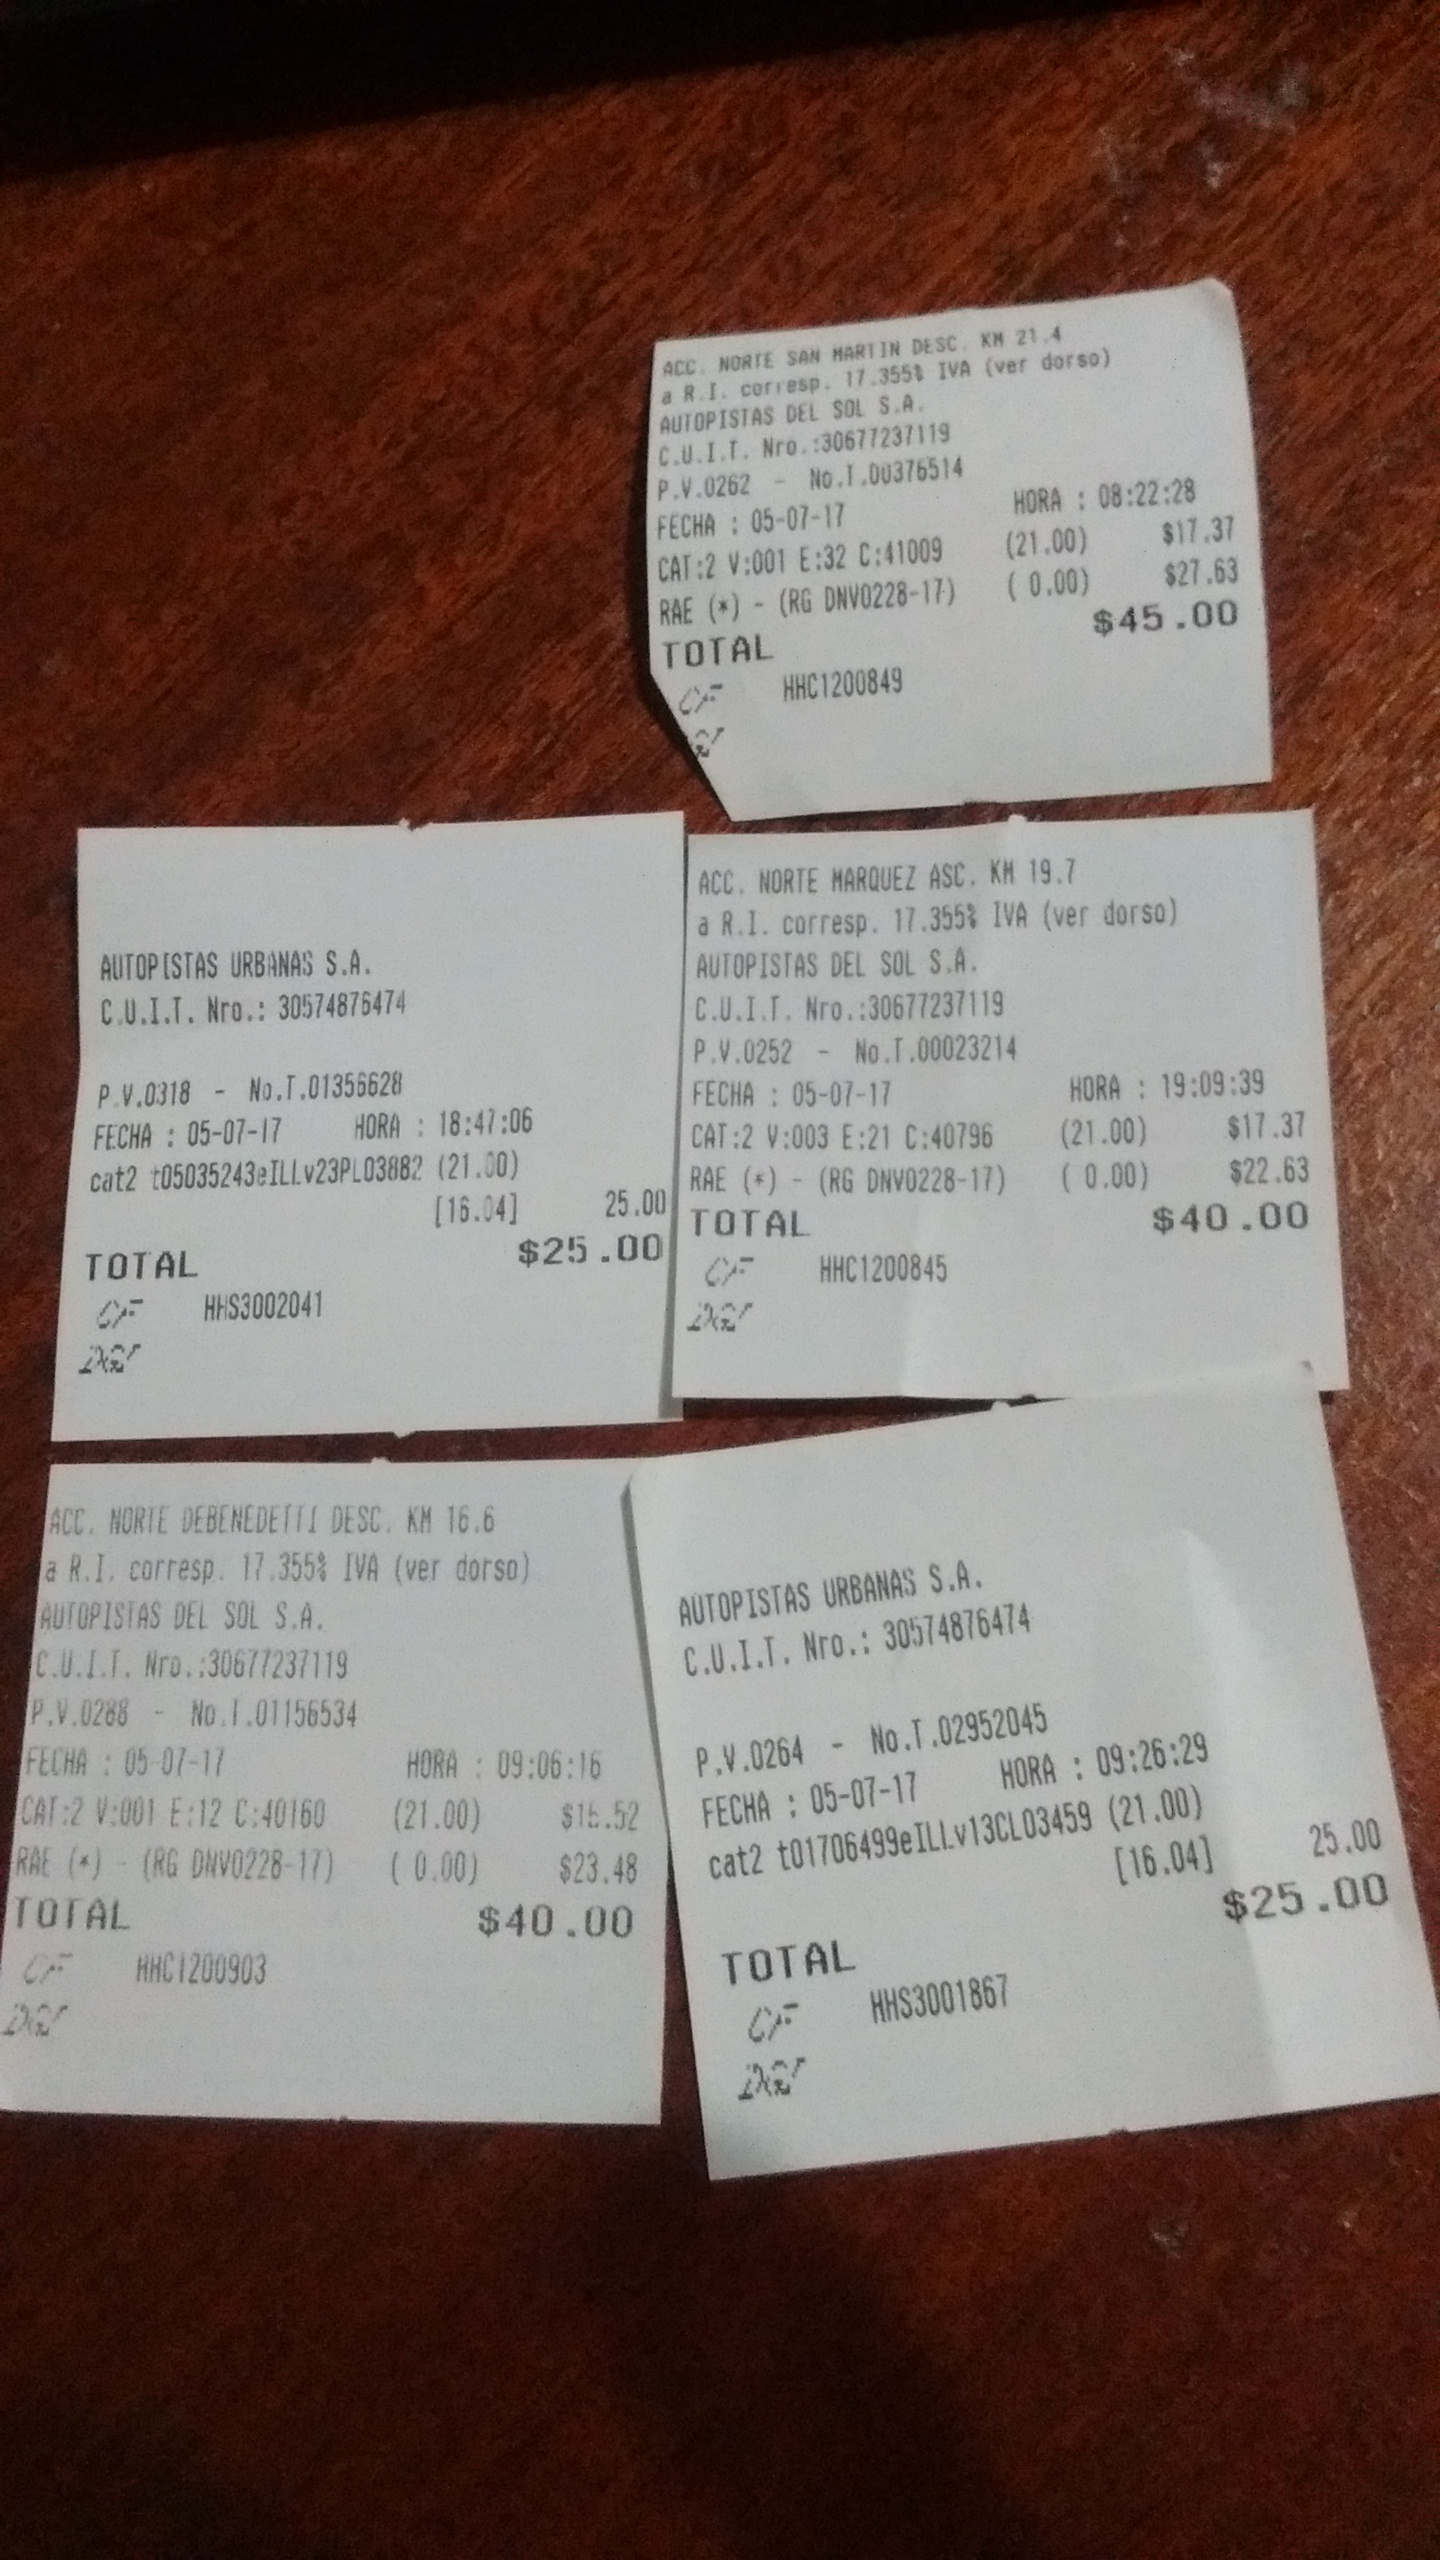 ACC. NORTE SAN MARTIN DESC. KM 21.4
a R.I. corresp. 17.355% IVA (ver dorso)
AUTOPISTAS DEL SOL S.A.
C.U.I.T. Nro.:30677237119
P.V.0262 - No.T.00376514
FECHA : 05-07-17 HORA : 08:22:28
CAT:2 V:001 E:32 C:41009 (21.00) $17.37
RAE (*) - (RG DNV0228-17) ( 0.00) $27.63
TOTAL $45.00
CF HHC1200849
AUTOPISTAS URBANAS S.A.
C.U.I.T. Nro.: 30574876474
P.V.0318 - No.T.01356628
FECHA : 05-07-17 HORA : 18:47:06
cat2 t05035243eILLv23PL03882 (21.00)
[16.04] 25.00
TOTAL $25.00
CF HHS3002041
DGI
ACC. NORTE MARQUEZ ASC. KM 19.7
a R.I. corresp. 17.355% IVA (ver dorso)
AUTOPISTAS DEL SOL S.A.
C.U.I.T. Nro.:30677237119
P.V.0252 - No.T.00023214
FECHA : 05-07-17 HORA : 19:09:39
CAT:2 V:003 E:21 C:40796 (21.00) $17.37
RAE (*) - (RG DNV0228-17) ( 0.00) $22.63
TOTAL $40.00
CF HHC1200845
DGI
ACC. NORTE DEBENEDETTI DESC. KM 16.6
a R.I. corresp. 17.355% IVA (ver dorso)
AUTOPISTAS DEL SOL S.A.
C.U.I.T. Nro.:30677237119
P.V.0288 - No.T.01156534
FECHA : 05-07-17 HORA : 09:06:16
CAT:2 V:001 E:12 C:40160 (21.00) $16.52
RAE (*) - (RG DNV0228-17) ( 0.00) $23.48
TOTAL $40.00
CF HHC1200903
DGI
AUTOPISTAS URBANAS S.A.
C.U.I.T. Nro.: 30574876474
P.V.0264 - No.T.02952045
FECHA : 05-07-17 HORA : 09:26:29
cat2 t01706499eILLv13CL03459 (21.00)
[16.04] 25.00
TOTAL $25.00
CF HHS3001867
DGI